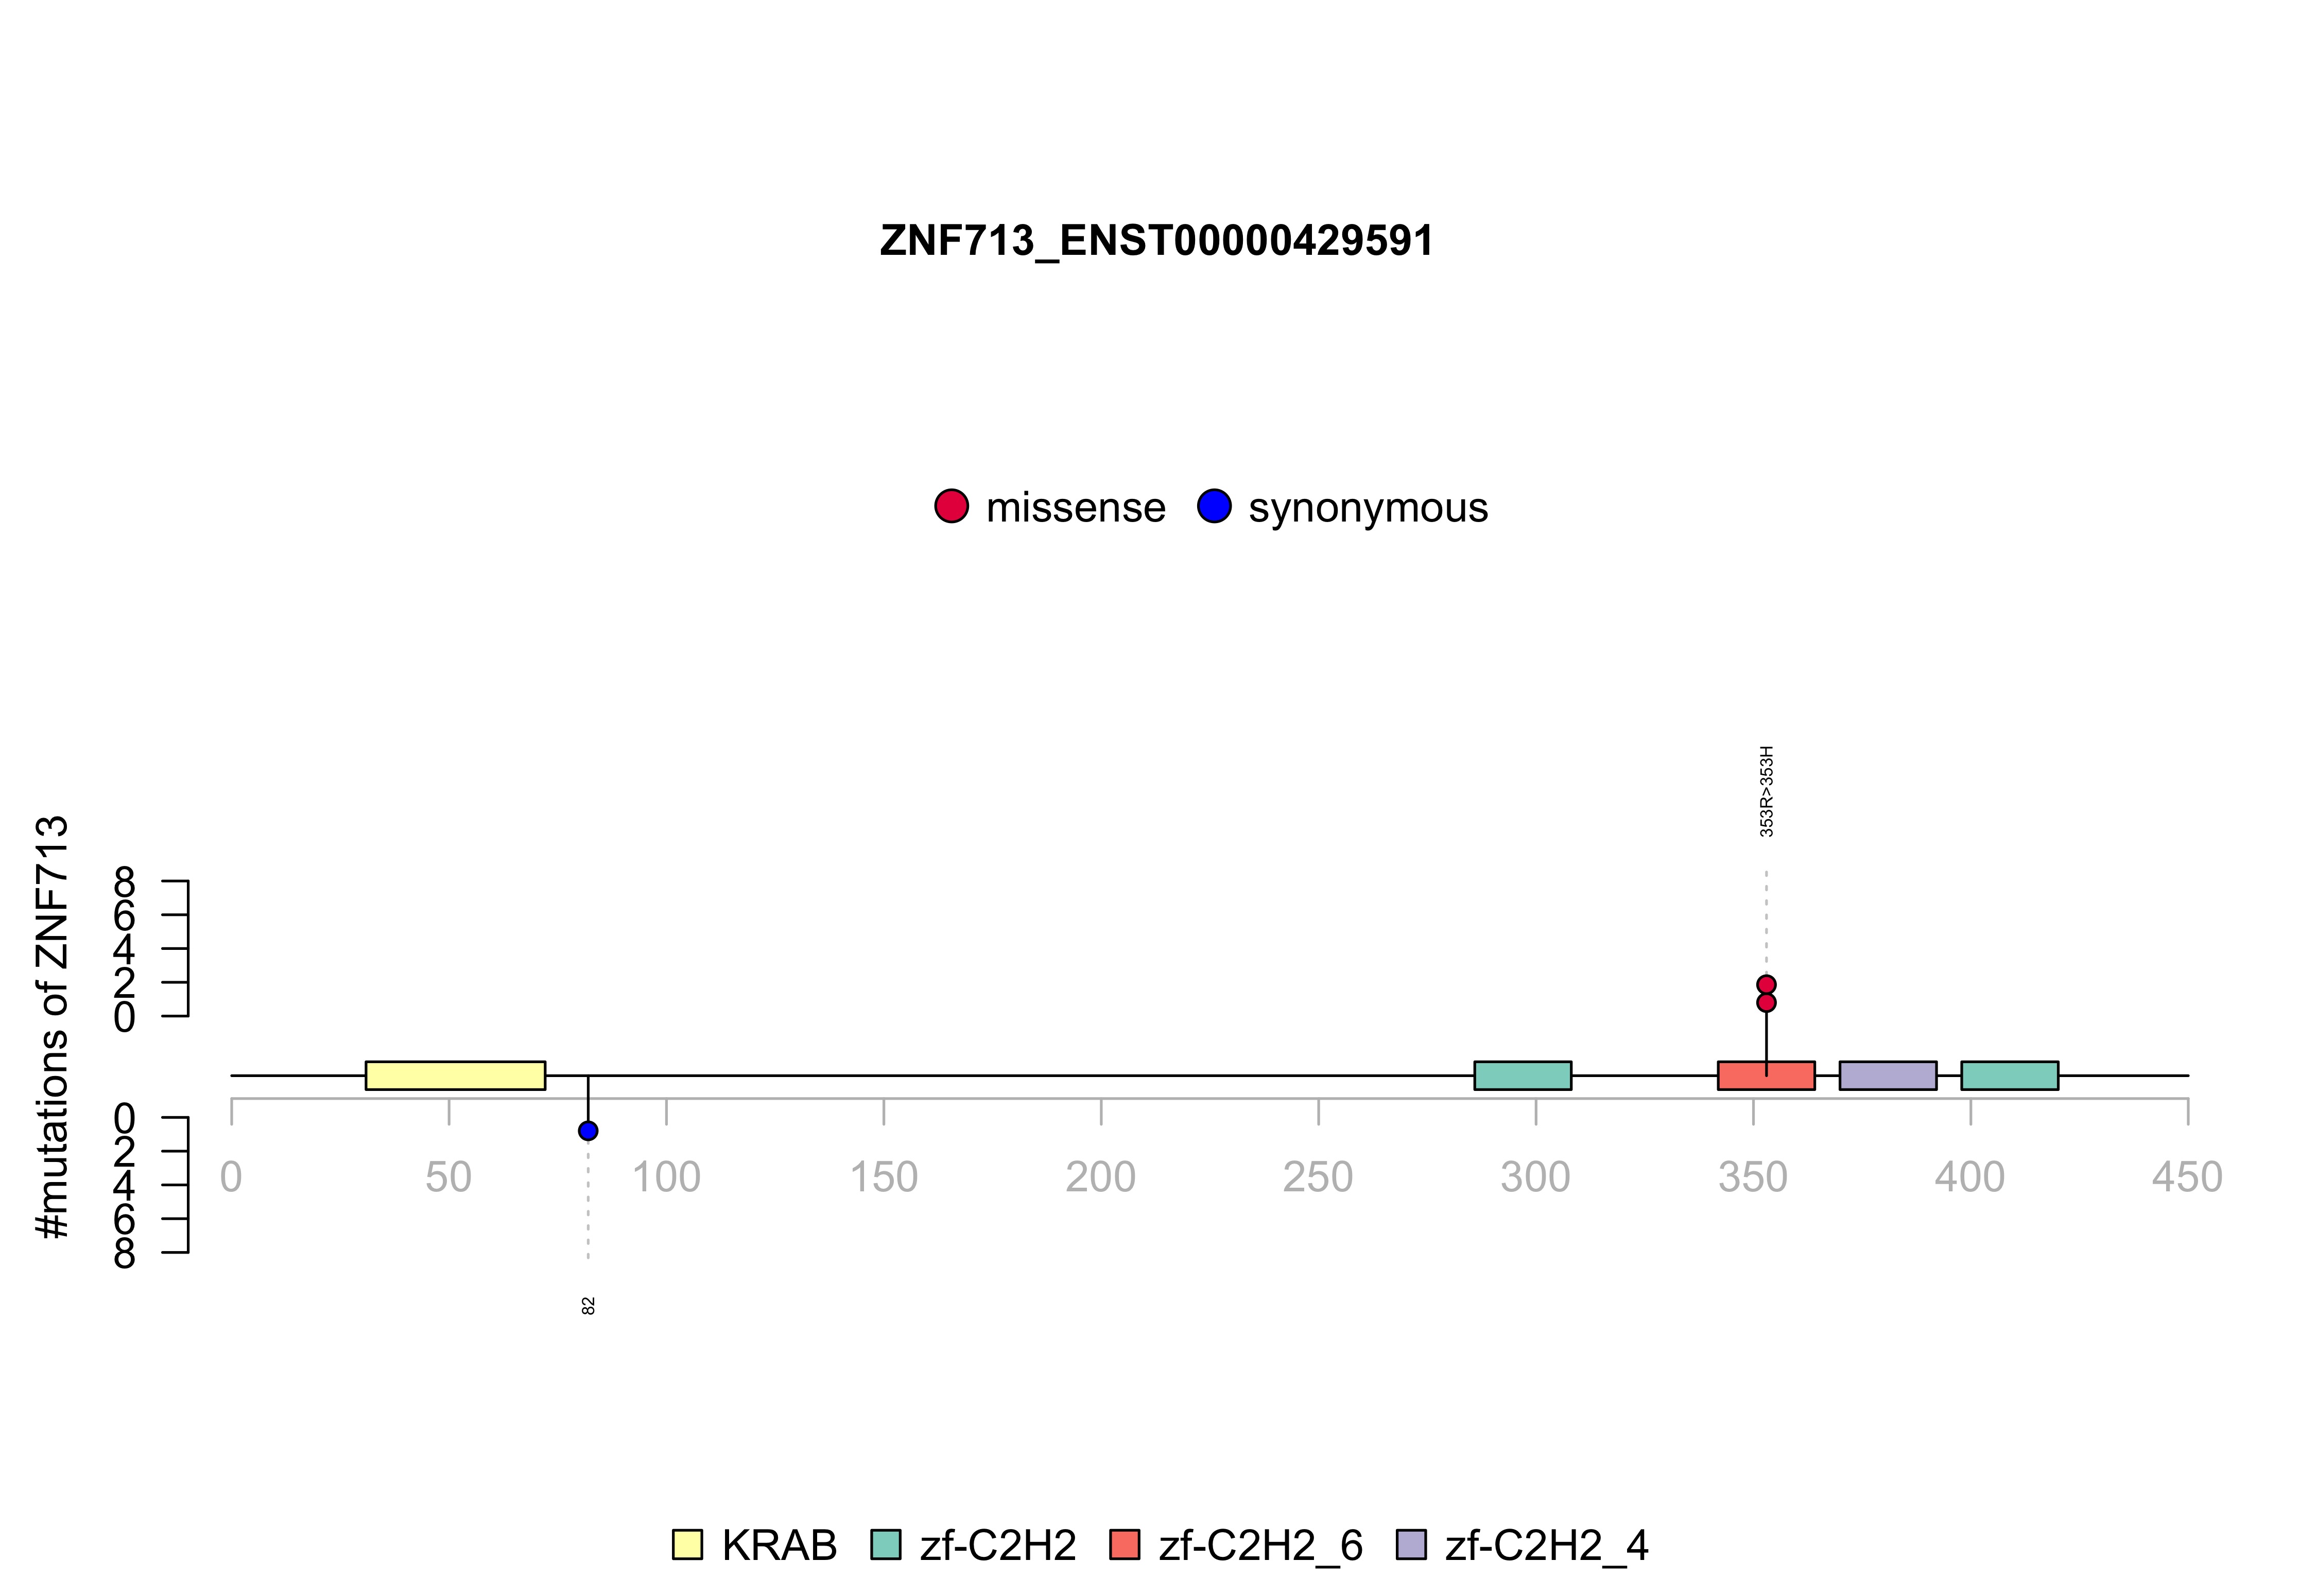 ZNF713_ENST00000429591
missense synonymous
353R>353H
#mutations of ZNF713
8
6
4
2
0
0
2
4
6
8
0 50 100 150 200 250 300 350 400 450
82
KRAB zf-C2H2 zf-C2H2_6 zf-C2H2_4